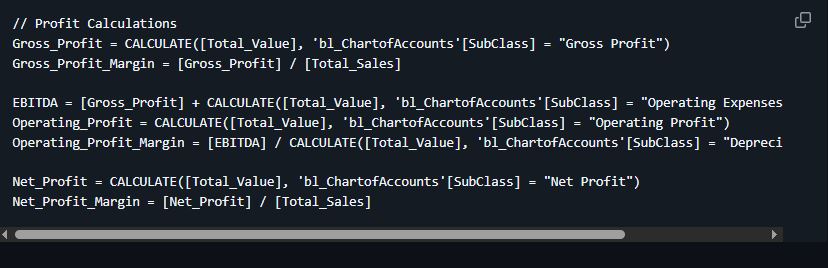 // Profit Calculations
Gross_Profit = CALCULATE([Total_Value], 'bl_ChartofAccounts'[SubClass] = "Gross Profit")
Gross_Profit_Margin = [Gross_Profit] / [Total_Sales]
EBITDA = [Gross_Profit] + CALCULATE([Total_Value], 'bl_ChartofAccounts'[SubClass] = "Operating Expenses
Operating_Profit = CALCULATE([Total_Value], 'bl_ChartofAccounts'[SubClass] = "Operating Profit")
Operating_Profit_Margin = [EBITDA] / CALCULATE([Total_Value], 'bl_ChartofAccounts'[SubClass] = "Depreci
Net_Profit = CALCULATE([Total_Value], 'bl_ChartofAccounts'[SubClass] = "Net Profit")
Net_Profit_Margin = [Net_Profit] / [Total_Sales]